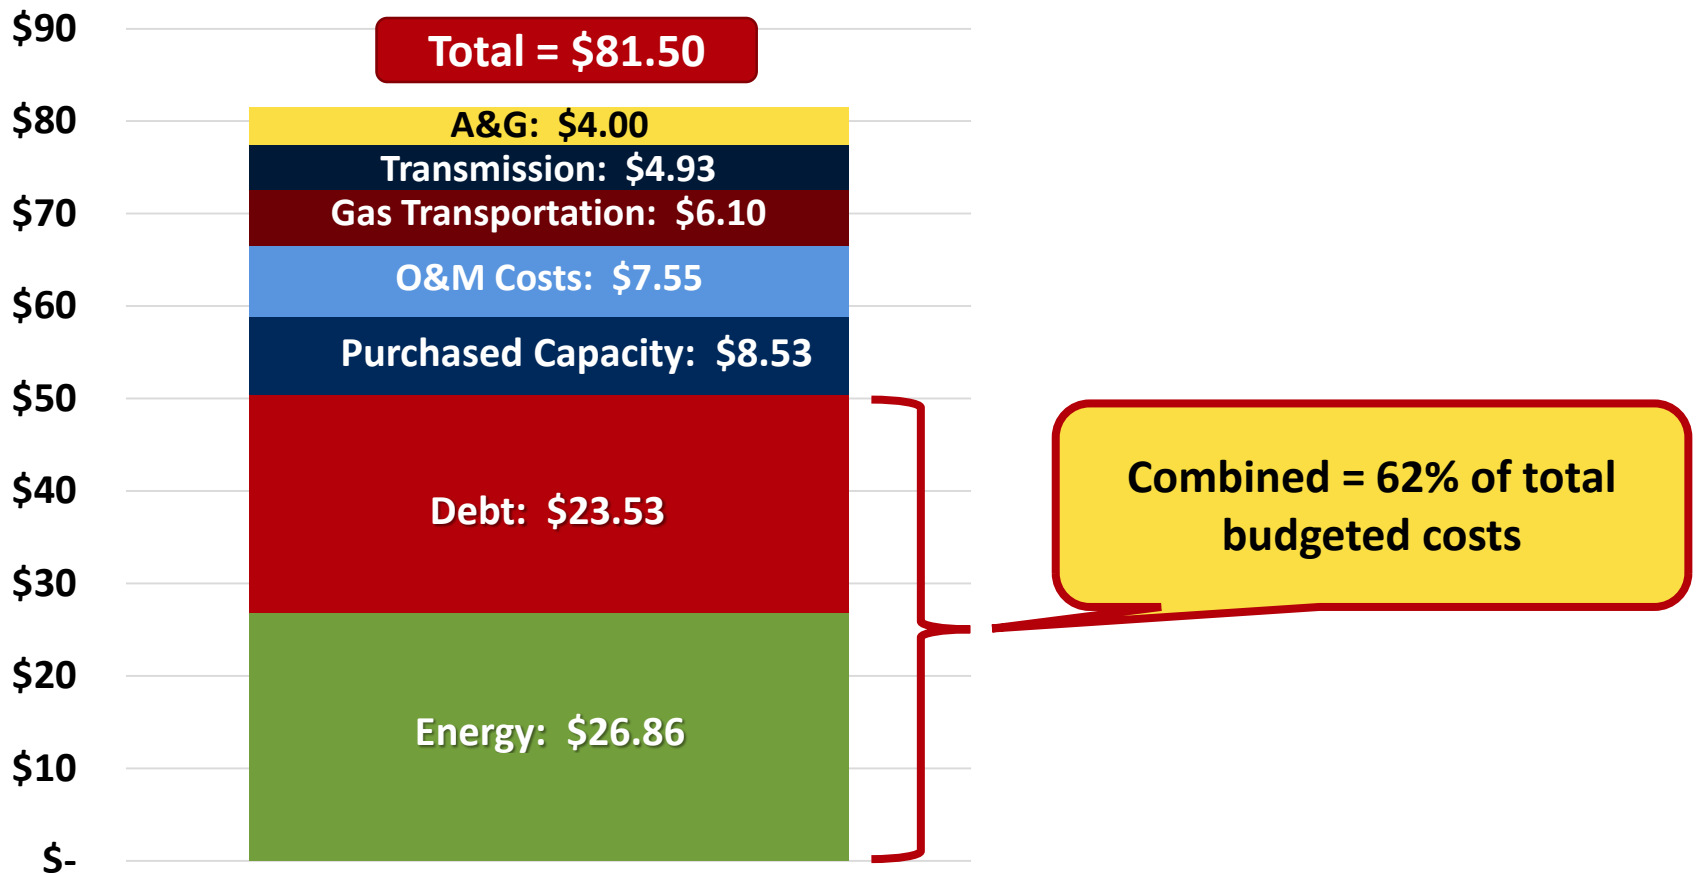 $90
Total = $81.50
$80
A&G:  $4.00
Transmission:  $4.93
$70
Gas Transportation:  $6.10
O&M Costs:  $7.55
$60
Purchased Capacity:  $8.53
$50
Combined = 62% of total
budgeted costs
$40
Debt:  $23.53
$30
$20
Energy:  $26.86
$10
$-